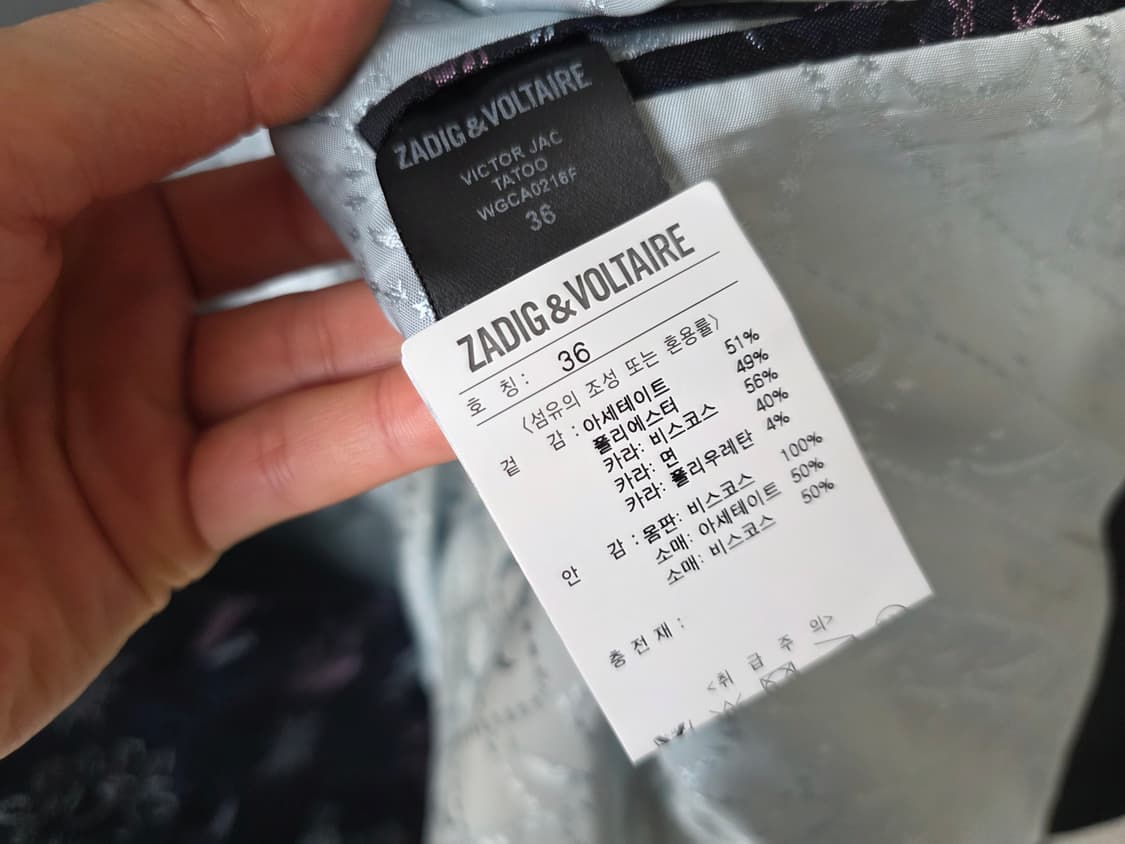 ZADIG & VOLTAIRE
VICTOR JAC
TATOO
WGCA0216F
36
ZADIG & VOLTAIRE
호 칭 : 36
〈섬유의 조성 또는 혼용률〉
겉 감 : 아세테이트 51%
폴리에스터 49%
카라: 비스코스 56%
카라: 면 40%
카라: 폴리우레탄 4%
안 감 : 몸판: 비스코스 100%
소매: 아세테이트 50%
소매: 비스코스 50%
충 전 재 :
<취 급 주 의>